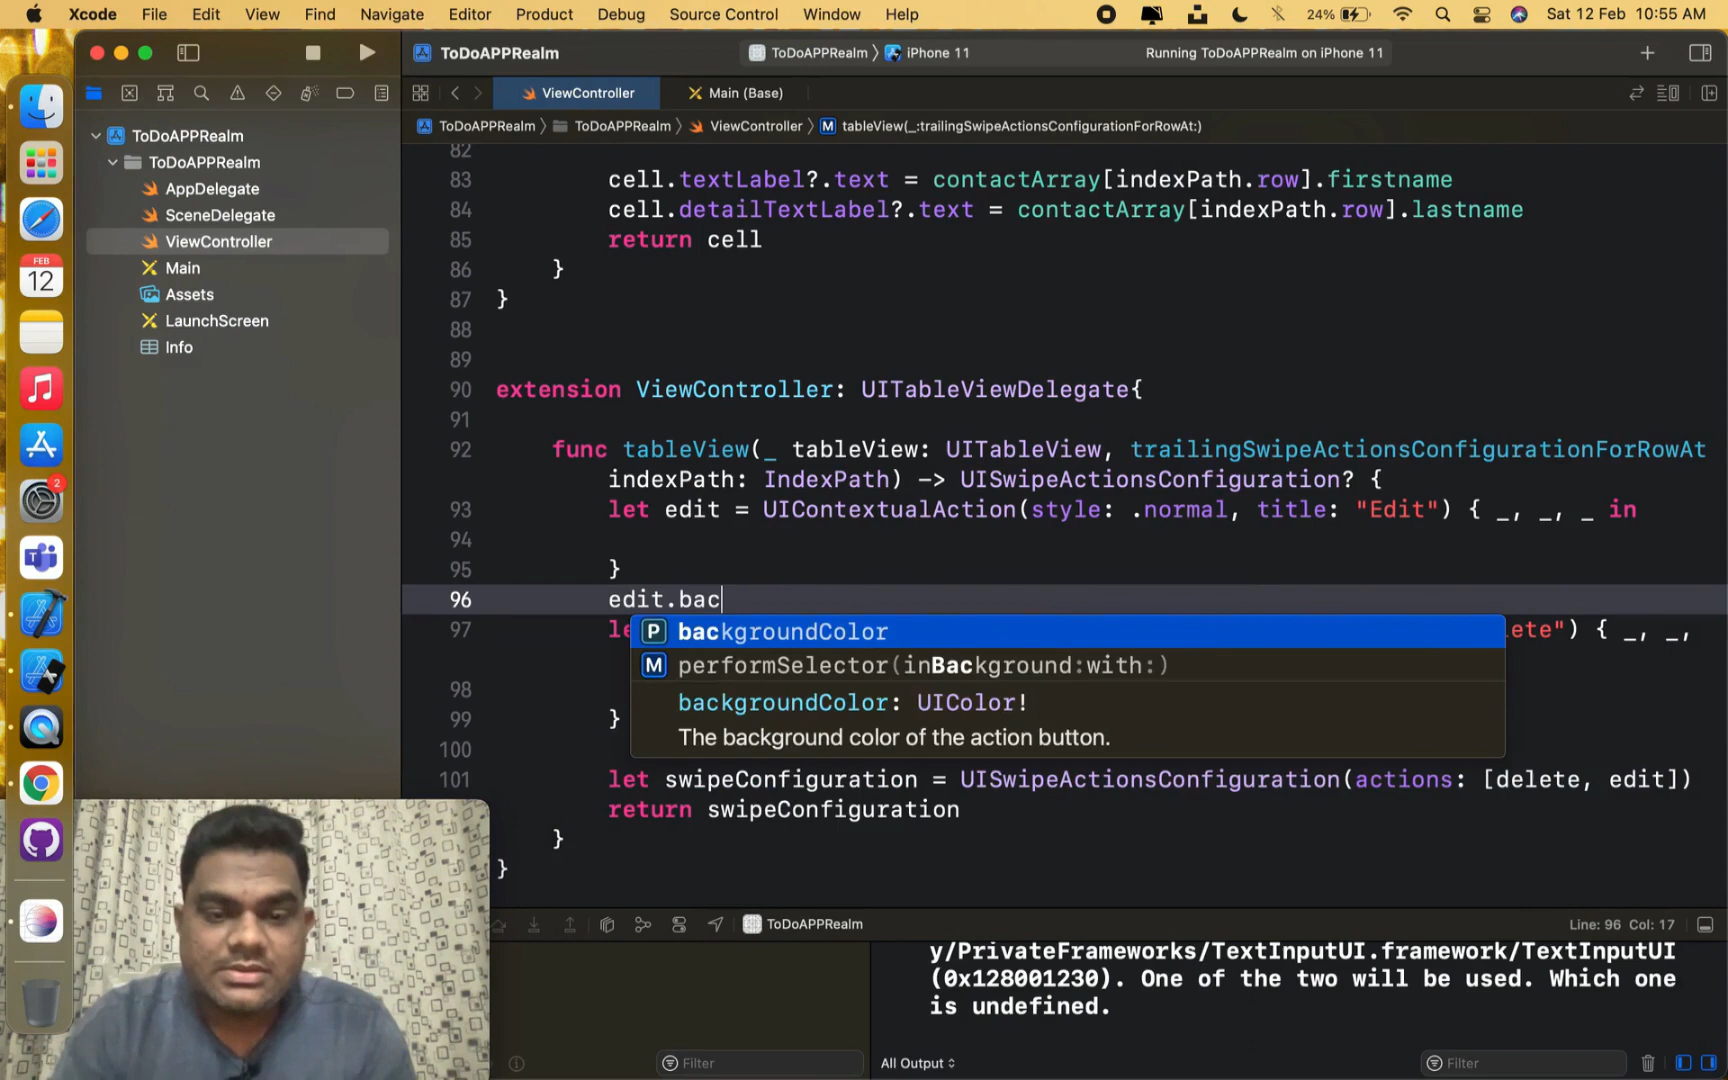 Xcode File Edit View Find Navigate Editor Product Debug Source Control Window Help 24% Sat 12 Feb 10:55 AM
ToDoAPPRealm ToDoAPPRealm iPhone 11 Running ToDoAPPRealm on iPhone 11
ViewController Main (Base)
ToDoAPPRealm ToDoAPPRealm ViewController M tableView(_:trailingSwipeActionsConfigurationForRowAt:)
ToDoAPPRealm
ToDoAPPRealm
AppDelegate
SceneDelegate
ViewController
Main
Assets
LaunchScreen
Info
FEB
12
2
82
83 cell.textLabel?.text = contactArray[indexPath.row].firstname
84 cell.detailTextLabel?.text = contactArray[indexPath.row].lastname
85 return cell
86 }
87 }
88
89
90 extension ViewController: UITableViewDelegate{
91
92 func tableView(_ tableView: UITableView, trailingSwipeActionsConfigurationForRowAt
indexPath: IndexPath) -> UISwipeActionsConfiguration? {
93 let edit = UIContextualAction(style: .normal, title: "Edit") { _, _, _ in
94
95 }
96 edit.bac
97 le ete") { _, _,
P backgroundColor
M performSelector(inBackground:with:)
backgroundColor: UIColor!
The background color of the action button.
98
99 }
100
101 let swipeConfiguration = UISwipeActionsConfiguration(actions: [delete, edit])
return swipeConfiguration
}
}
ToDoAPPRealm Line: 96 Col: 17
y/PrivateFrameworks/TextInputUI.framework/TextInputUI
(0x128001230). One of the two will be used. Which one
is undefined.
Filter All Output Filter